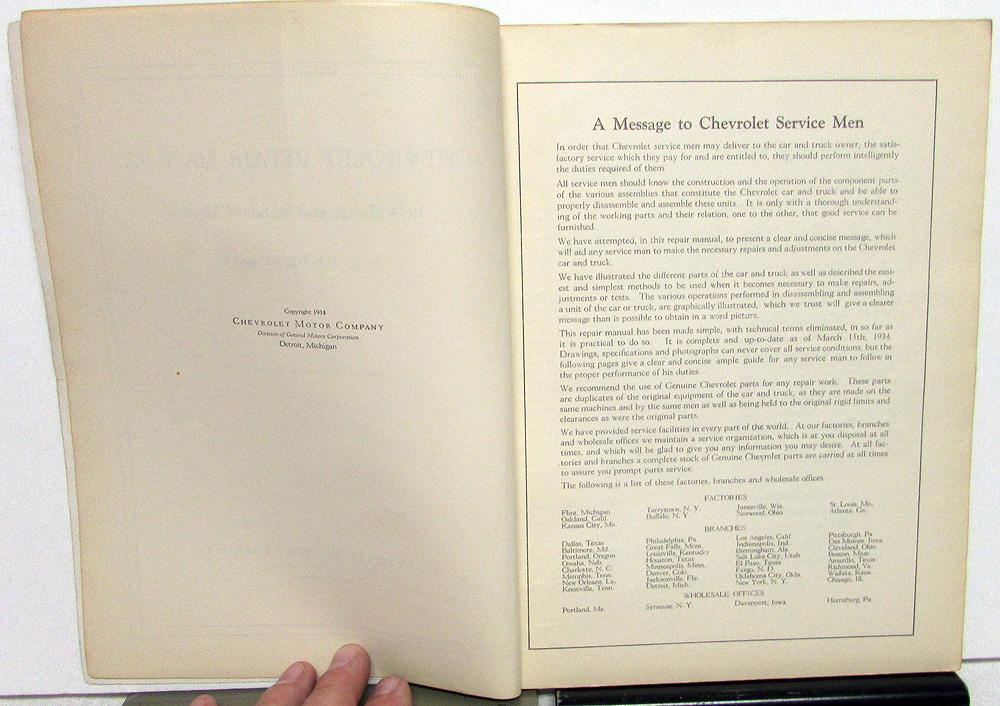 Copyright 1934
CHEVROLET MOTOR COMPANY
Division of General Motors Corporation
Detroit, Michigan
A Message to Chevrolet Service Men
In order that Chevrolet service men may deliver to the car and truck owner, the satis-
factory service which they pay for and are entitled to, they should perform intelligently
the duties required of them.
All service men should know the construction and the operation of the component parts
of the various assemblies that constitute the Chevrolet car and truck and be able to
properly disassemble and assemble these units. It is only with a thorough understand-
ing of the working parts and their relation, one to the other, that good service can be
furnished.
We have attempted, in this repair manual, to present a clear and concise message, which
will aid any service man to make the necessary repairs and adjustments on the Chevrolet
car and truck.
We have illustrated the different parts of the car and truck as well as described the easi-
est and simplest methods to be used when it becomes necessary to make repairs, ad-
justments or tests. The various operations performed in disassembling and assembling
a unit of the car or truck, are graphically illustrated, which we trust will give a clearer
message than is possible to obtain in a word picture.
This repair manual has been made simple, with technical terms eliminated, in so far as
it is practical to do so. It is complete and up-to-date as of March 15th, 1934.
Drawings, specifications and photographs can never cover all service conditions, but the
following pages give a clear and concise ample guide for any service man to follow in
the proper performance of his duties.
We recommend the use of Genuine Chevrolet parts for any repair work. These parts
are duplicates of the original equipment of the car and truck, as they are made on the
same machines and by the same men as well as being held to the original rigid limits and
clearances as were the original parts.
We have provided service facilities in every part of the world. At our factories, branches
and wholesale offices we maintain a service organization, which is at you disposal at all
times, and which will be glad to give you any information you may desire. At all fac-
tories and branches a complete stock of Genuine Chevrolet parts are carried at all times
to assure you prompt parts service.
The following is a list of these factories, branches and wholesale offices
FACTORIES
Flint, Michigan
Oakland, Calif.
Kansas City, Mo.
Tarrytown, N. Y.
Buffalo, N. Y.
Janesville, Wis.
Norwood, Ohio
St. Louis, Mo.
Atlanta, Ga.
BRANCHES
Dallas, Texas
Baltimore, Md.
Portland, Oregon
Omaha, Neb.
Charlotte, N. C.
Memphis, Tenn.
New Orleans, La.
Knoxville, Tenn.
Philadelphia, Pa.
Great Falls, Mont.
Louisville, Kentucky
Houston, Texas
Minneapolis, Minn.
Denver, Colo.
Jacksonville, Fla.
Detroit, Mich.
Los Angeles, Calif.
Indianapolis, Ind.
Birmingham, Ala.
Salt Lake City, Utah
El Paso, Texas
Fargo, N. D.
Oklahoma City, Okla.
New York, N. Y.
Pittsburgh, Pa.
Des Moines, Iowa
Cleveland, Ohio
Boston, Mass.
Amarillo, Texas
Richmond, Va.
Wichita, Kans.
Chicago, Ill.
WHOLESALE OFFICES
Portland, Me.
Syracuse, N. Y.
Davenport, Iowa
Harrisburg, Pa.